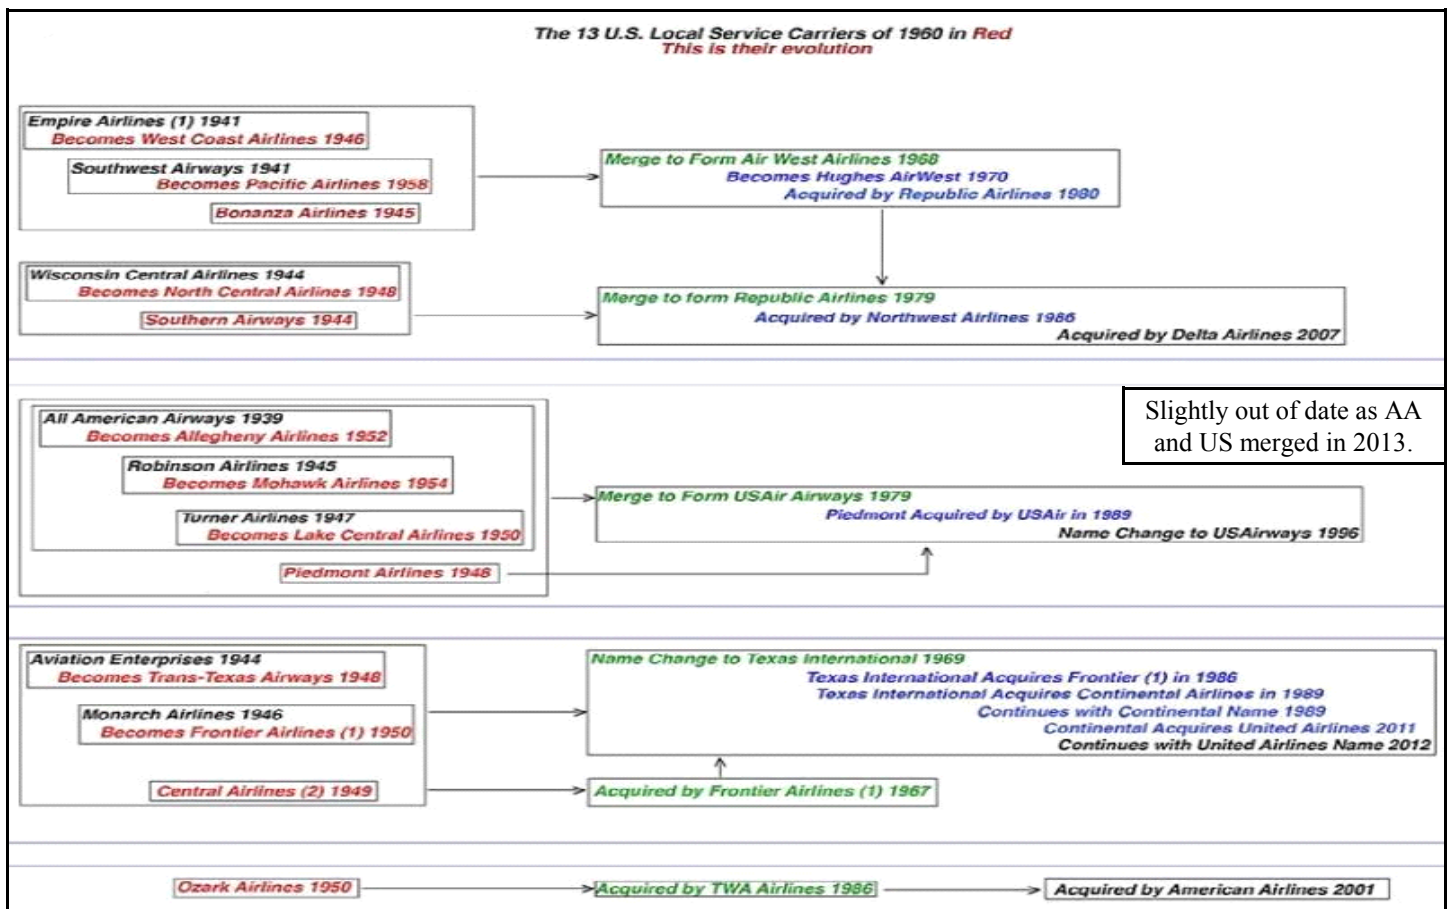 The 13 U.S. Local Service Carriers of 1960 in Red
This is their evolution
Empire Airlines (1) 1941
Becomes West Coast Airlines 1946
Southwest Airways 1941
Becomes Pacific Airlines 1958
Bonanza Airlines 1945
Merge to Form Air West Airlines 1968
Becomes Hughes AirWest 1970
Acquired by Republic Airlines 1980
Wisconsin Central Airlines 1944
Becomes North Central Airlines 1948
Southern Airways 1944
Merge to form Republic Airlines 1979
Acquired by Northwest Airlines 1986
Acquired by Delta Airlines 2007
Slightly out of date as AA
and US merged in 2013.
All American Airways 1939
Becomes Allegheny Airlines 1952
Robinson Airlines 1945
Becomes Mohawk Airlines 1954
Turner Airlines 1947
Becomes Lake Central Airlines 1950
Piedmont Airlines 1948
Merge to Form USAir Airways 1979
Piedmont Acquired by USAir in 1989
Name Change to USAirways 1996
Aviation Enterprises 1944
Becomes Trans-Texas Airways 1948
Monarch Airlines 1946
Becomes Frontier Airlines (1) 1950
Central Airlines (2) 1949
Name Change to Texas International 1969
Texas International Acquires Frontier (1) in 1986
Texas International Acquires Continental Airlines in 1989
Continues with Continental Name 1989
Continental Acquires United Airlines 2011
Continues with United Airlines Name 2012
Acquired by Frontier Airlines (1) 1967
Ozark Airlines 1950
Acquired by TWA Airlines 1986
Acquired by American Airlines 2001